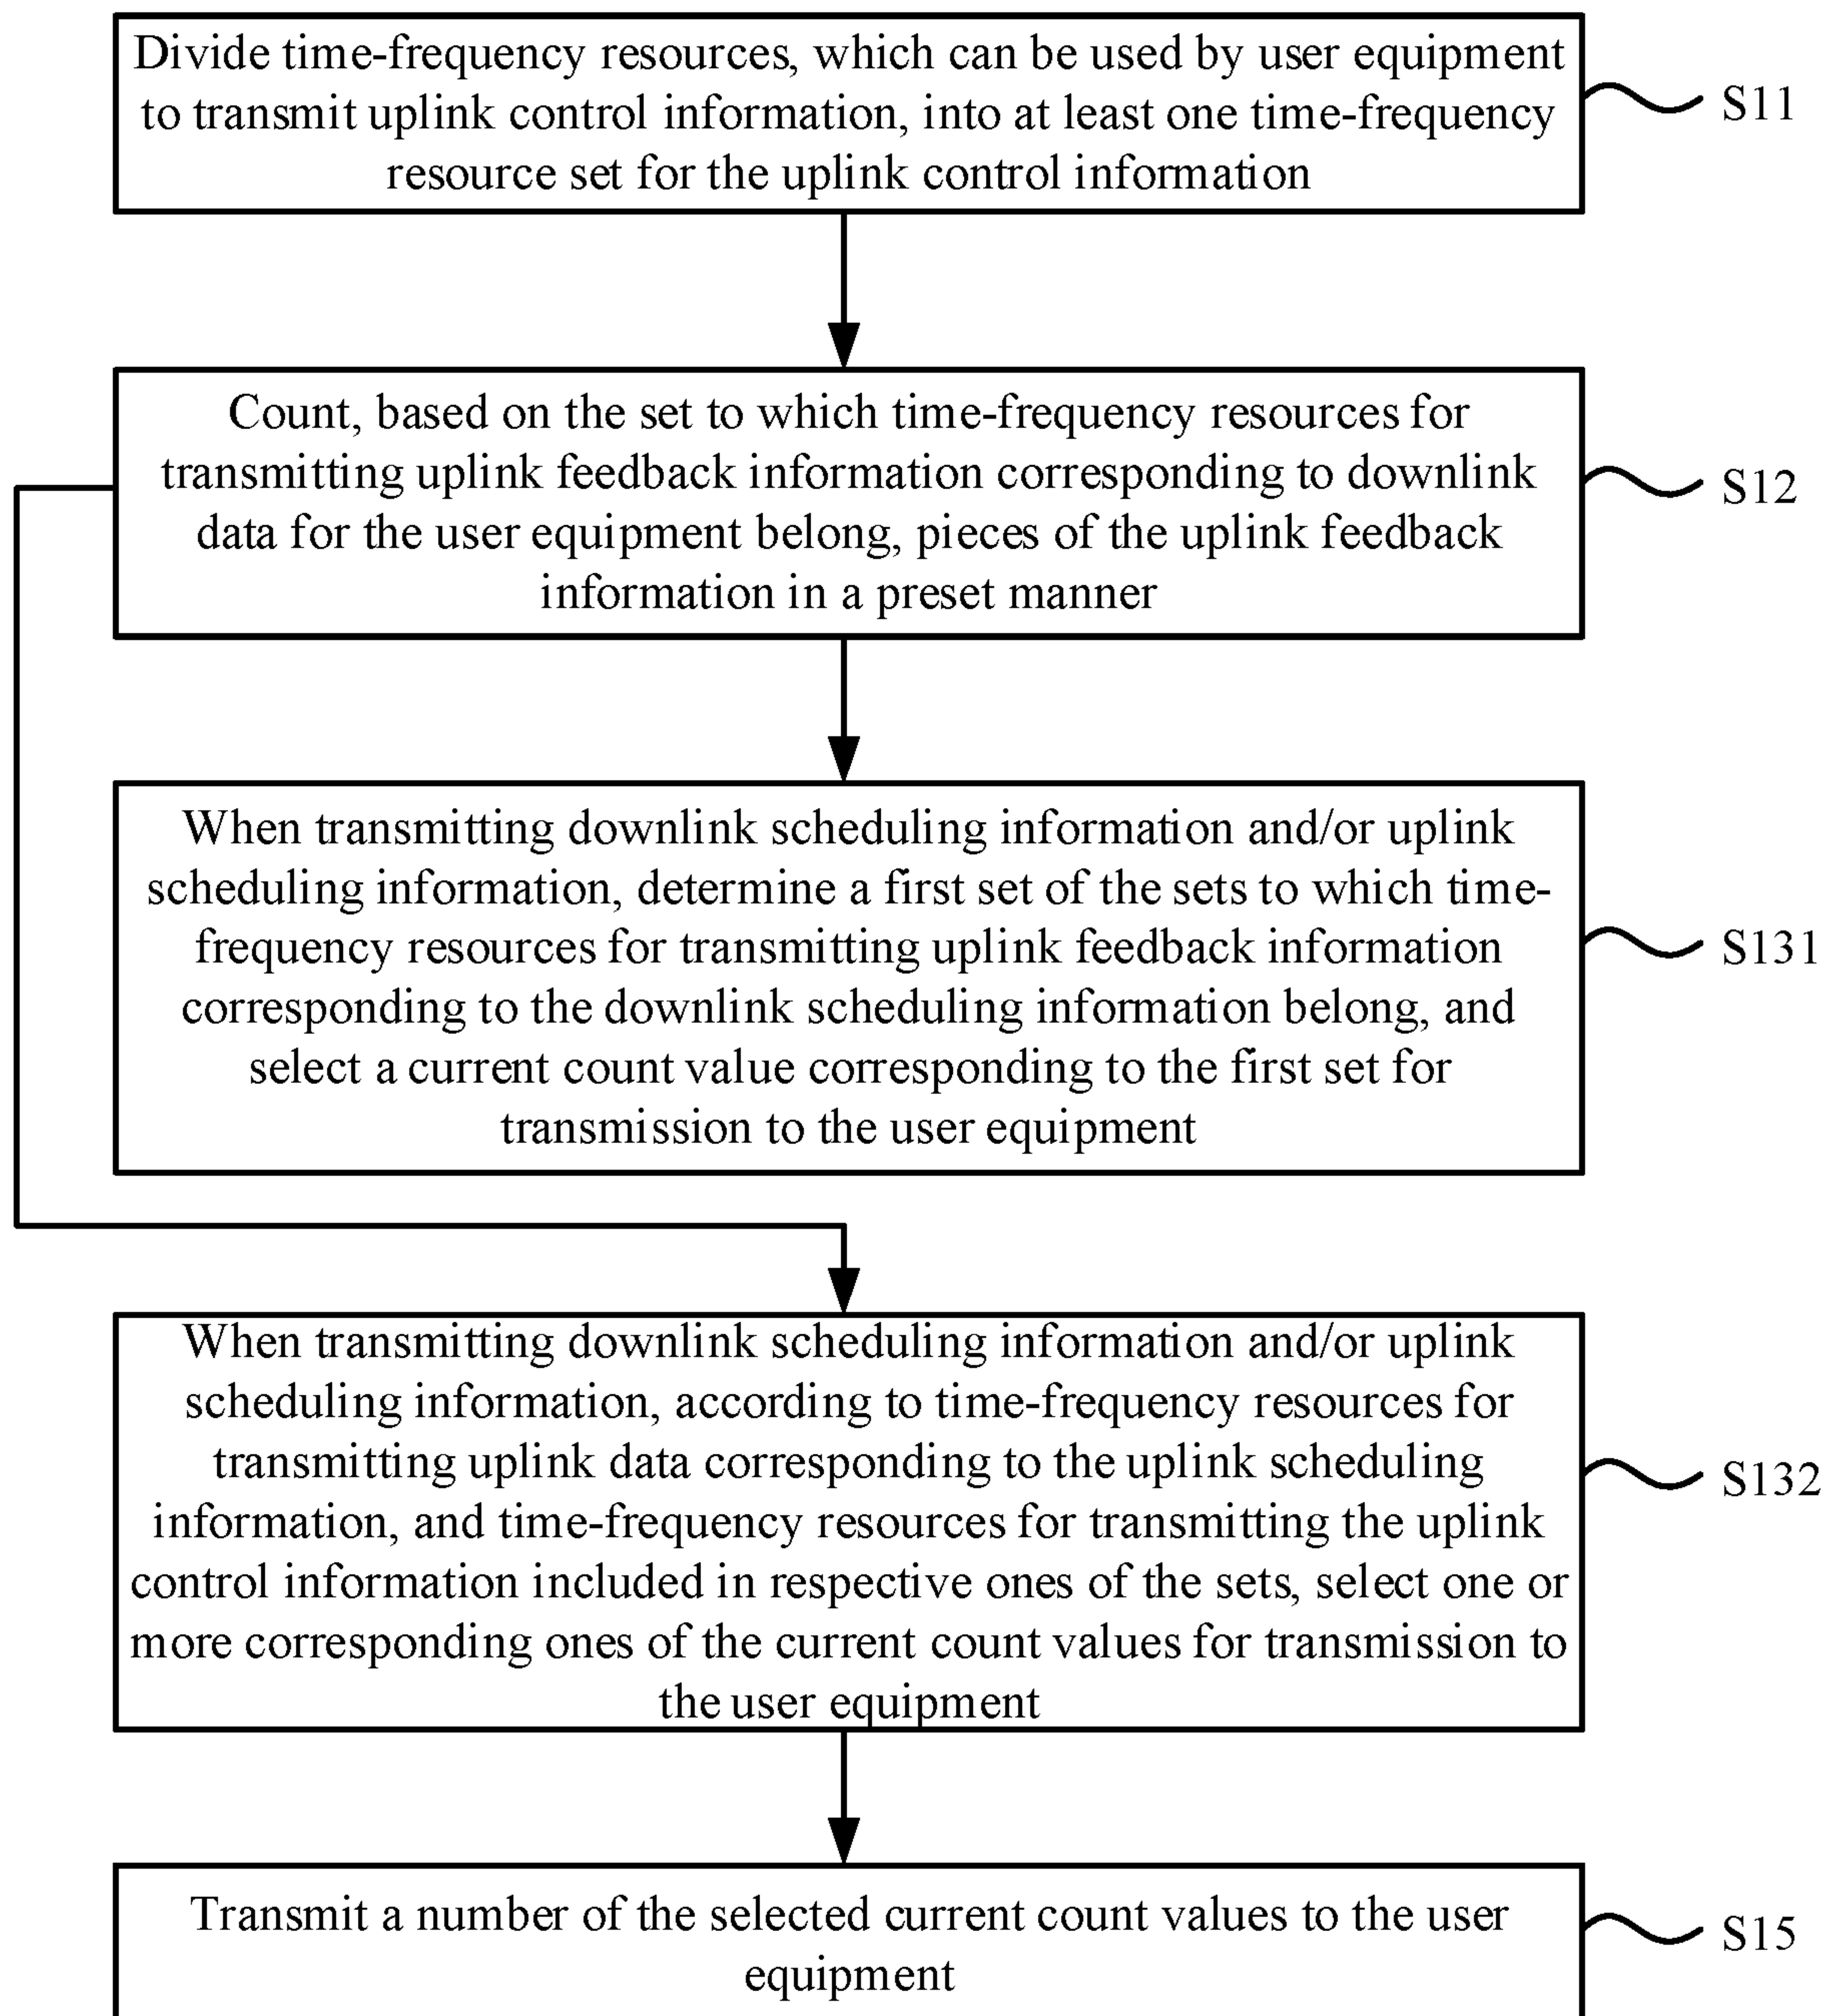 Divide time-frequency resources, which can be used by user equipment
to transmit uplink control information, into at least one time-frequency
resource set for the uplink control information
S11
Count, based on the set to which time-frequency resources for
transmitting uplink feedback information corresponding to downlink
data for the user equipment belong, pieces of the uplink feedback
information in a preset manner
S12
When transmitting downlink scheduling information and/or uplink
scheduling information, determine a first set of the sets to which time-
frequency resources for transmitting uplink feedback information
corresponding to the downlink scheduling information belong, and
select a current count value corresponding to the first set for
transmission to the user equipment
S131
When transmitting downlink scheduling information and/or uplink
scheduling information, according to time-frequency resources for
transmitting uplink data corresponding to the uplink scheduling
information, and time-frequency resources for transmitting the uplink
control information included in respective ones of the sets, select one or
more corresponding ones of the current count values for transmission to
the user equipment
S132
Transmit a number of the selected current count values to the user
equipment
S15